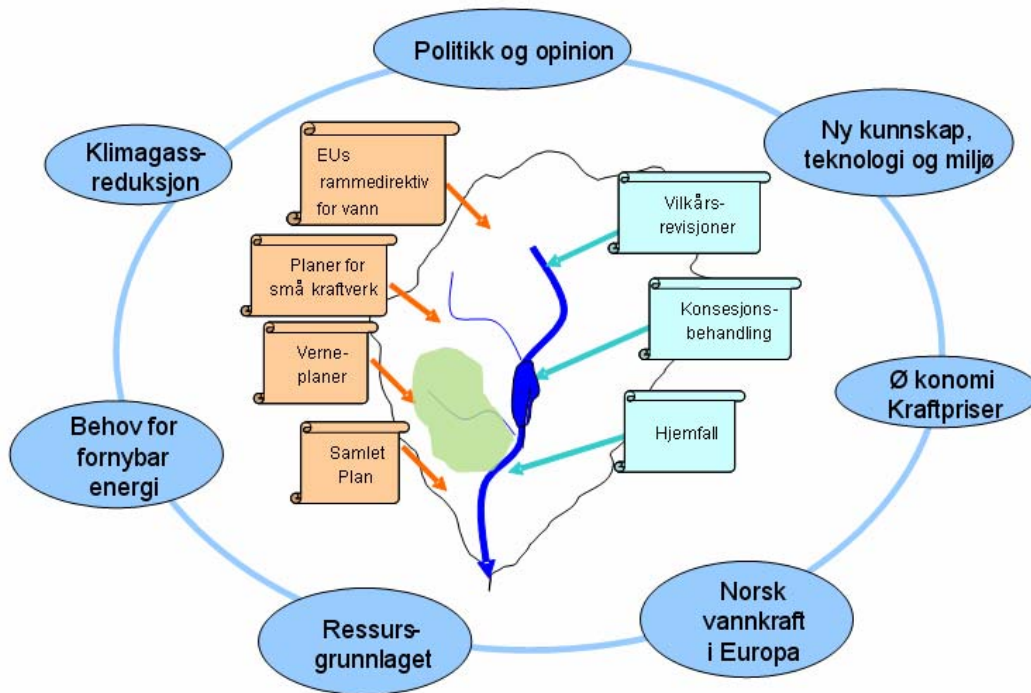 Politikk og opinion
Ny kunnskap,
teknologi og miljø
Klimagass-
reduksjon
EUs
rammedirektiv
for vann
Vilkårs-
revisjoner
Planer for
små kraftverk
Konsesjons-
behandling
Verne-
planer
Ø konomi
Kraftpriser
Hjemfall
Behov for
fornybar
energi
Samlet
Plan
Norsk
vannkraft
i Europa
Ressurs-
grunnlaget